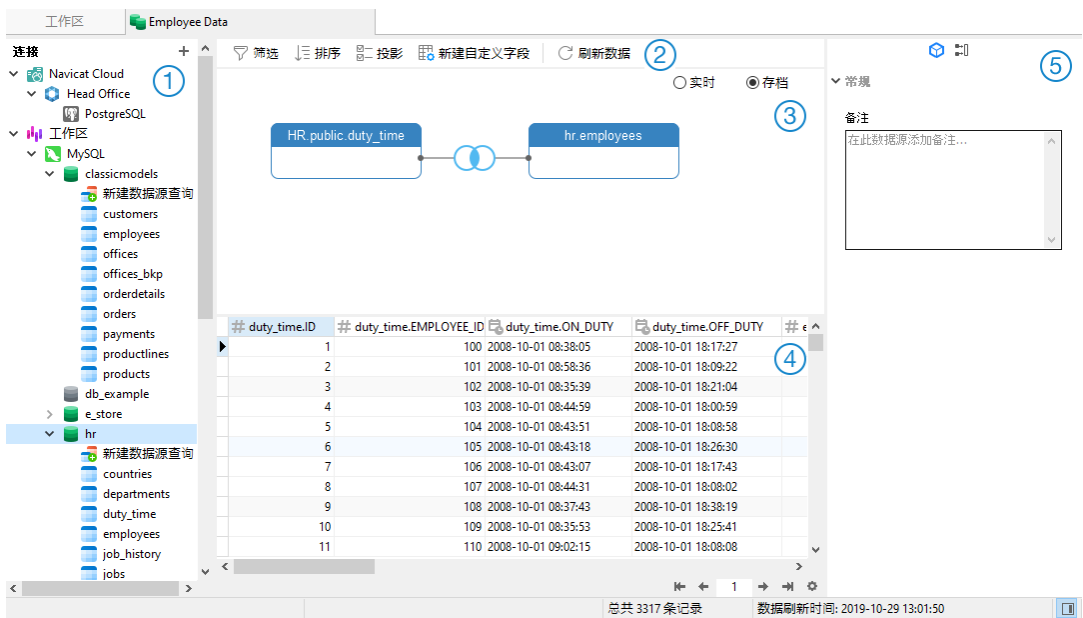 工作区
Employee Data
连接
①
Navicat Cloud
Head Office
PostgreSQL
工作区
MySQL
classicmodels
新建数据源查询
customers
employees
offices
offices_bkp
orderdetails
orders
payments
productlines
products
db_example
e_store
hr
新建数据源查询
countries
departments
duty_time
employees
job_history
jobs
筛选 排序 投影 新建自定义字段 刷新数据 ②
实时 存档
③
HR.public.duty_time hr.employees
duty_time.ID duty_time.EMPLOYEE_ID duty_time.ON_DUTY duty_time.OFF_DUTY e
1 100 2008-10-01 08:38:05 2008-10-01 18:17:27
④
2 101 2008-10-01 08:58:36 2008-10-01 18:09:22
3 102 2008-10-01 08:35:39 2008-10-01 18:21:04
4 103 2008-10-01 08:44:59 2008-10-01 18:00:59
5 104 2008-10-01 08:43:51 2008-10-01 18:08:58
6 105 2008-10-01 08:43:18 2008-10-01 18:26:30
7 106 2008-10-01 08:43:07 2008-10-01 18:17:43
8 107 2008-10-01 08:44:31 2008-10-01 18:08:02
9 108 2008-10-01 08:37:43 2008-10-01 18:38:19
10 109 2008-10-01 08:35:53 2008-10-01 18:25:41
11 110 2008-10-01 09:02:15 2008-10-01 18:08:08
1
⑤
常规
备注
在此数据源添加备注...
总共 3317 条记录
数据刷新时间: 2019-10-29 13:01:50